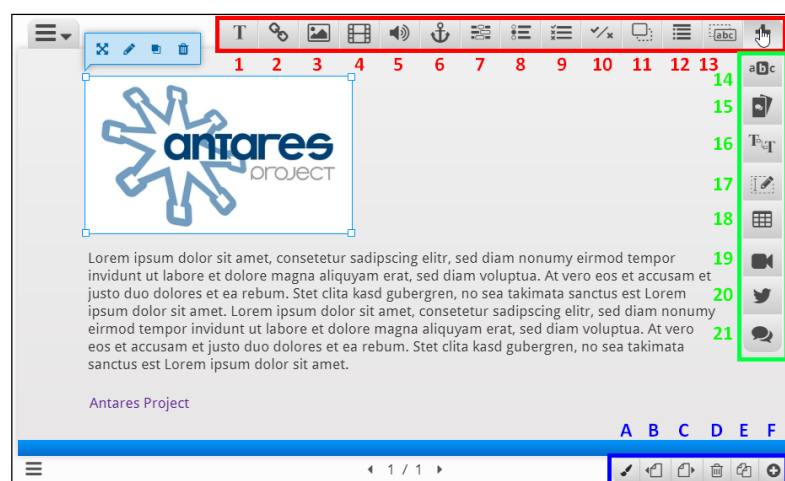 T abc
1 2 3 4 5 6 7 8 9 10 11 12 13
14 abc
15
16 T T
17
18
19
20
21
antares
project
Lorem ipsum dolor sit amet, consetetur sadipscing elitr, sed diam nonumy eirmod tempor
invidunt ut labore et dolore magna aliquyam erat, sed diam voluptua. At vero eos et accusam et
justo duo dolores et ea rebum. Stet clita kasd gubergren, no sea takimata sanctus est Lorem
ipsum dolor sit amet. Lorem ipsum dolor sit amet, consetetur sadipscing elitr, sed diam nonumy
eirmod tempor invidunt ut labore et dolore magna aliquyam erat, sed diam voluptua. At vero
eos et accusam et justo duo dolores et ea rebum. Stet clita kasd gubergren, no sea takimata
sanctus est Lorem ipsum dolor sit amet.
Antares Project
A B C D E F
1 / 1